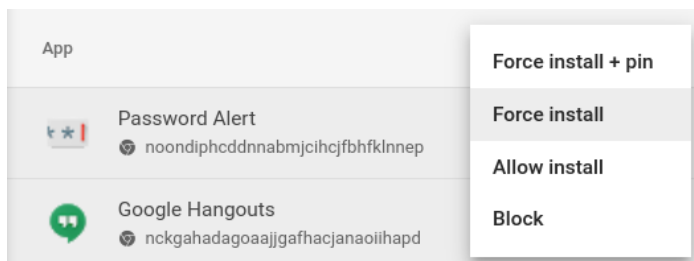 App
Force install + pin
Force install
Allow install
Block
Password Alert
noondiphcddnnabmjcihcjfbhfklnnep
Google Hangouts
nckgahadagoaajjgafhacjanaoiihapd